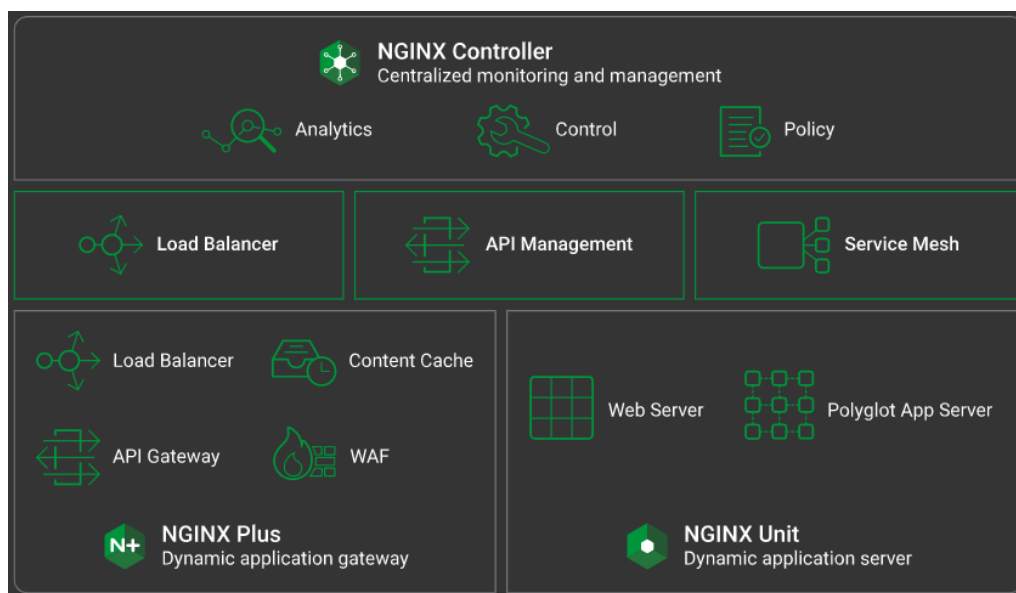 NGINX Controller
Centralized monitoring and management
Analytics
Control
Policy
Load Balancer
API Management
Service Mesh
Load Balancer
Content Cache
API Gateway
WAF
N+
NGINX Plus
Dynamic application gateway
Web Server
Polyglot App Server
NGINX Unit
Dynamic application server